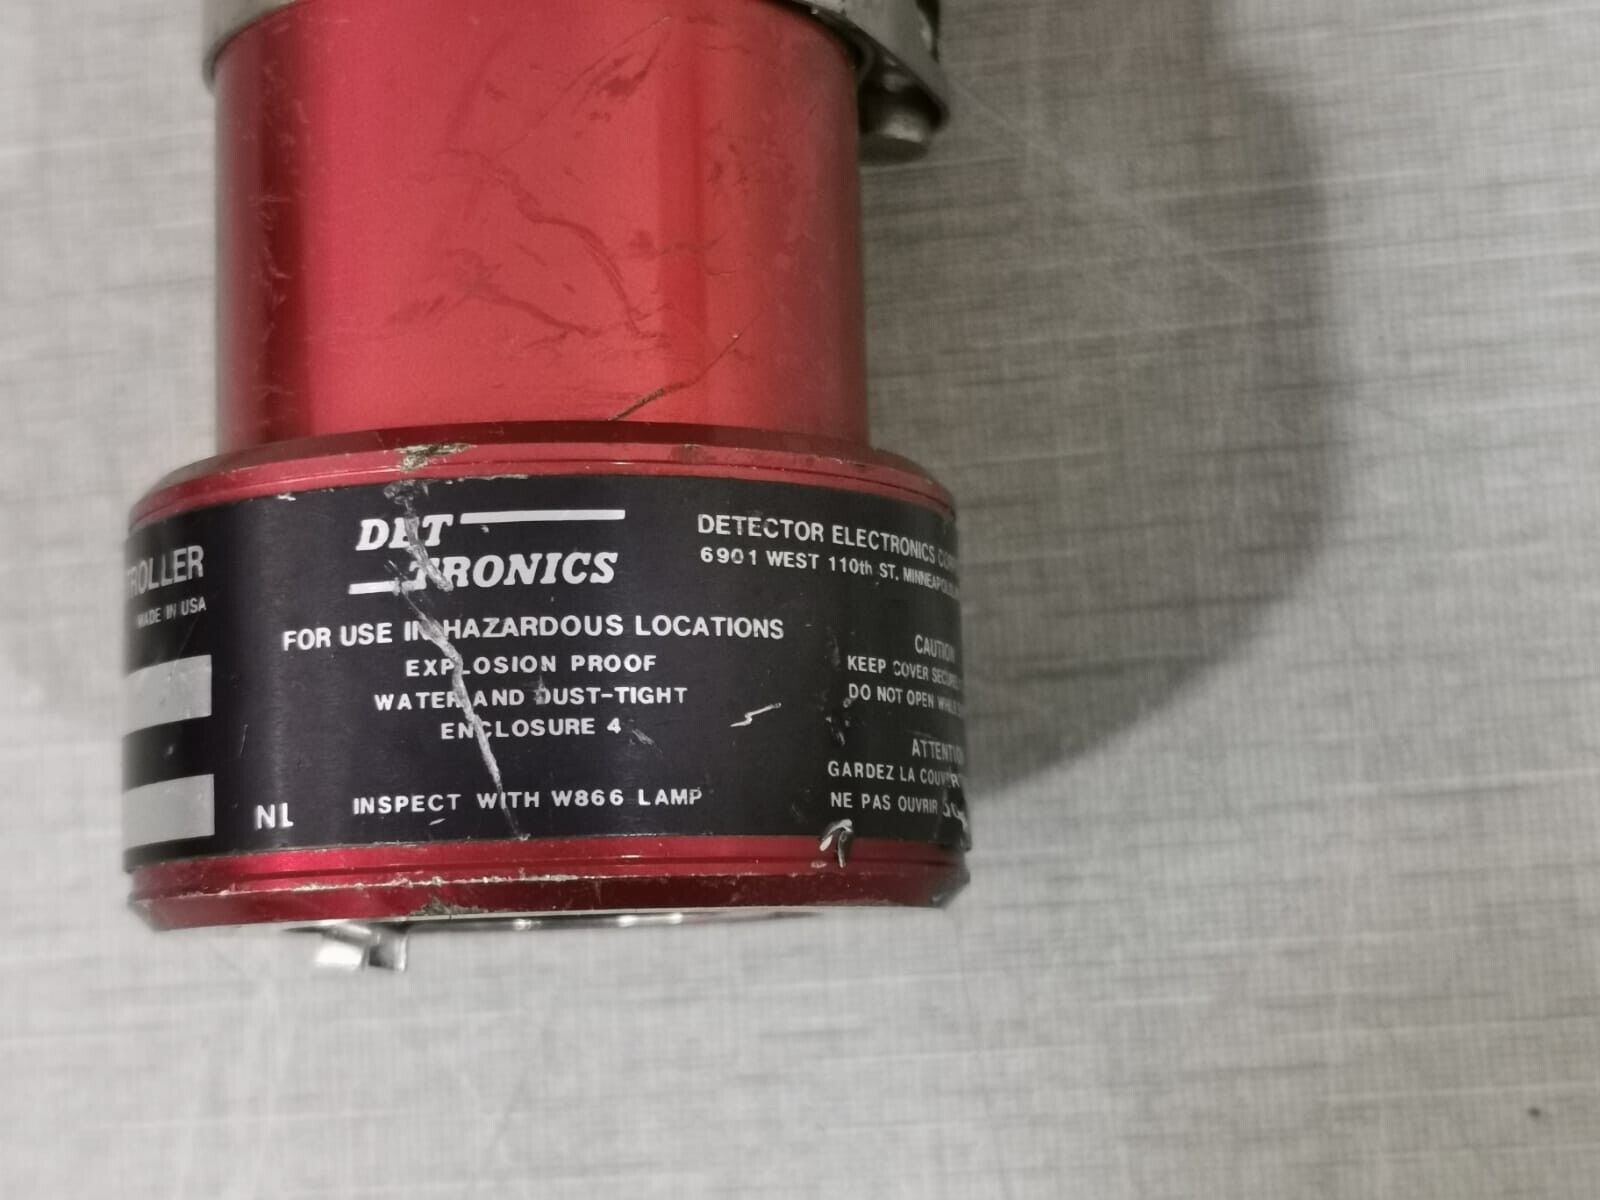 TROLLER
MADE IN USA
NL
DET
TRONICS
FOR USE IN HAZARDOUS LOCATIONS
EXPLOSION PROOF
WATER AND DUST-TIGHT
ENCLOSURE 4
INSPECT WITH W866 LAMP
DETECTOR ELECTRONICS
6901 WEST 110th ST. MINNEAPOLIS
CAUTION
KEEP COVER
DO NOT OPEN WHILE
ATTENTION
GARDEZ LA
NE PAS OUVRIR